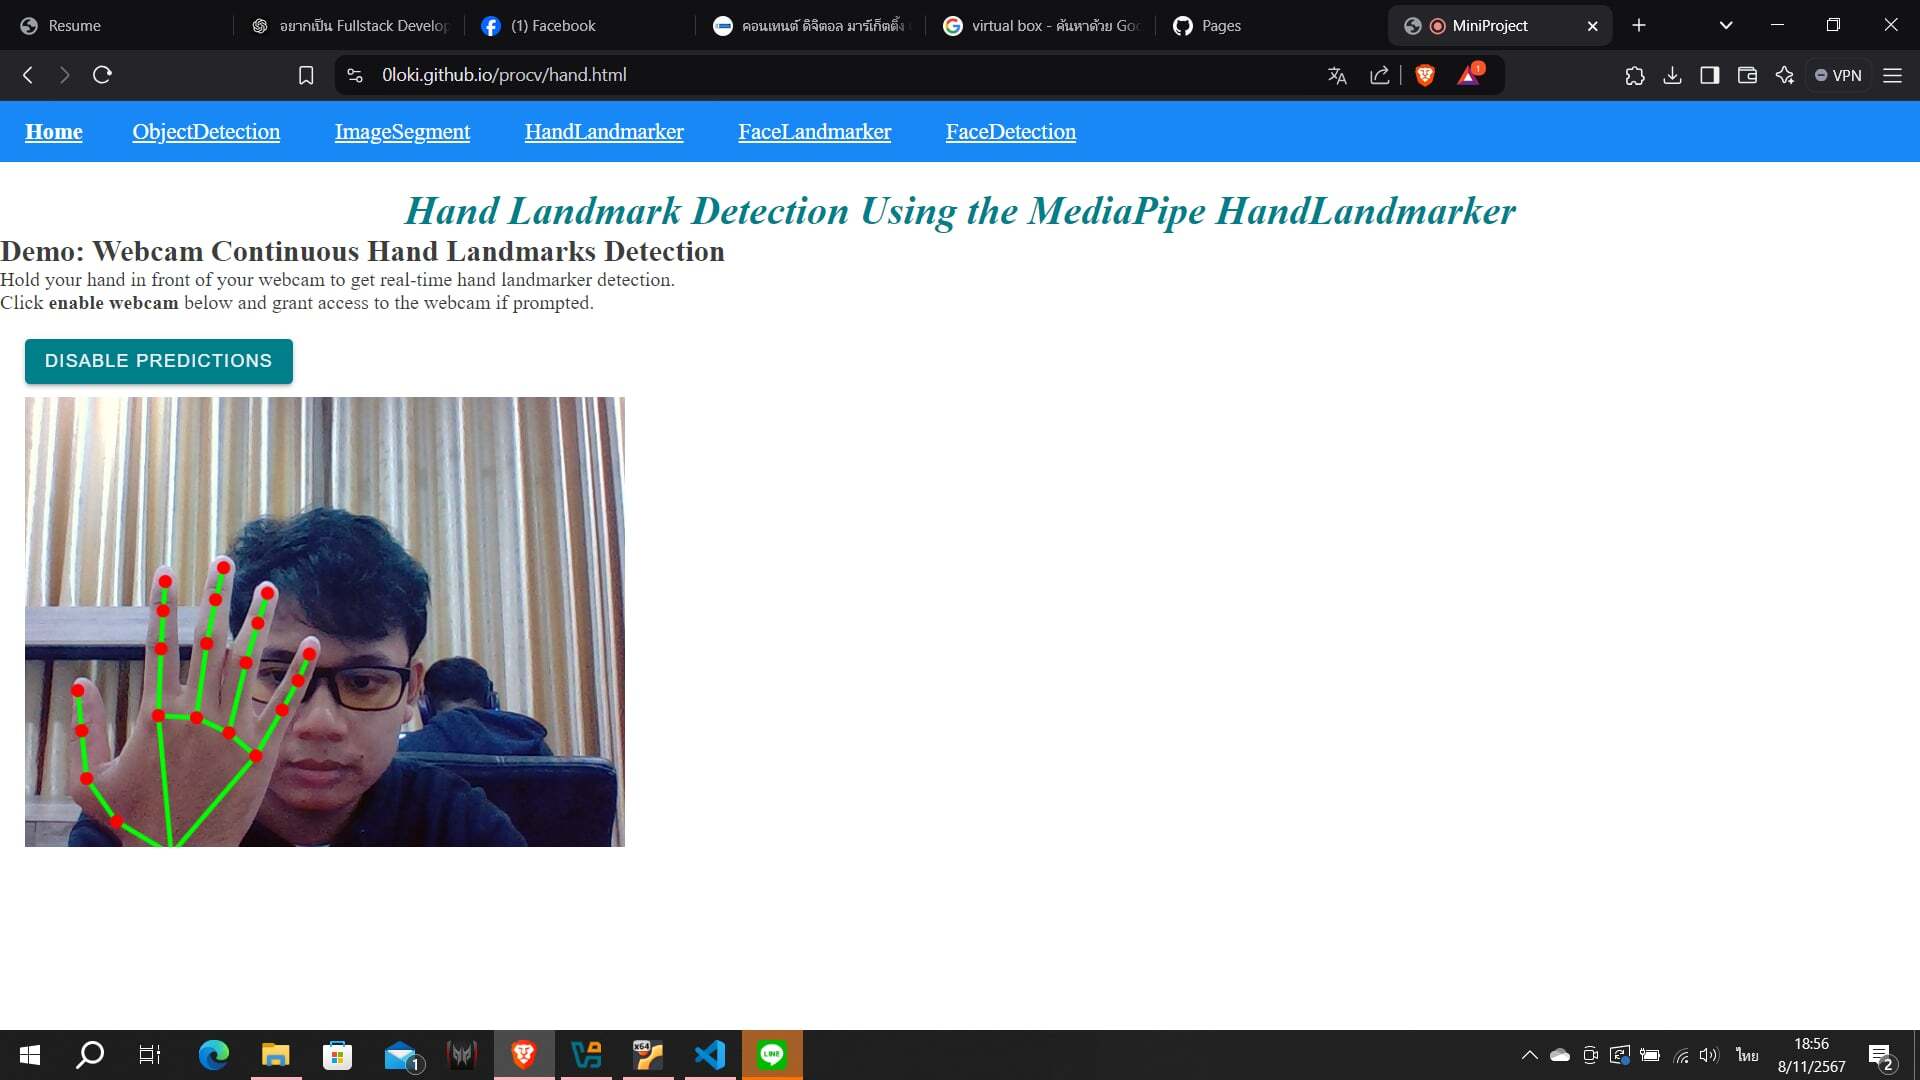 Resume
อยากเป็น Fullstack Develop
(1) Facebook
คอนเทนต์ ดิจิตอล มาร์เก็ตติ้ง
virtual box - ค้นหาด้วย Goo
Pages
MiniProject
0loki.github.io/procv/hand.html
1
VPN
Home ObjectDetection ImageSegment HandLandmarker FaceLandmarker FaceDetection
Hand Landmark Detection Using the MediaPipe HandLandmarker
Demo: Webcam Continuous Hand Landmarks Detection
Hold your hand in front of your webcam to get real-time hand landmarker detection.
Click enable webcam below and grant access to the webcam if prompted.
DISABLE PREDICTIONS
1
x64
LINE
ไทย
18:56
8/11/2567
2